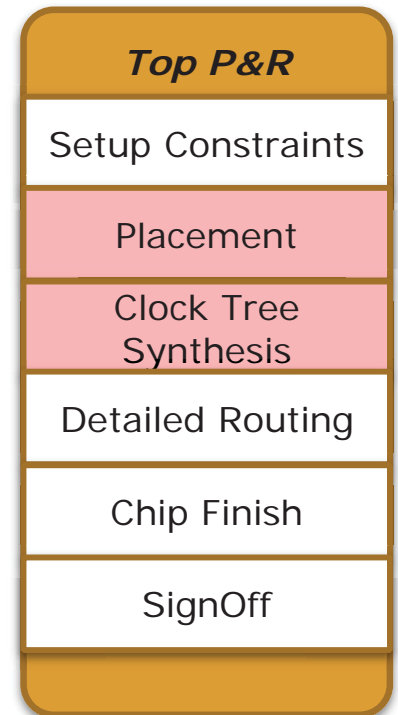 Top P&R
Setup Constraints
Placement
Clock Tree
Synthesis
Detailed Routing
Chip Finish
SignOff